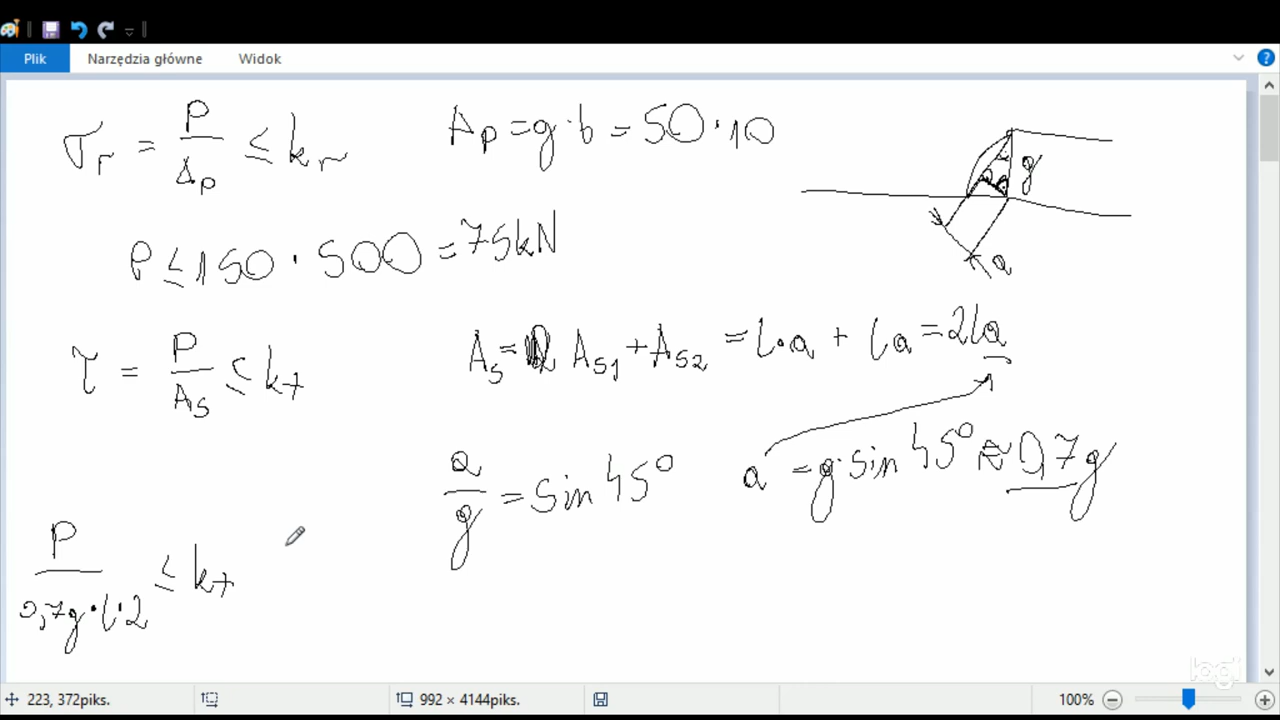 Plik Narzędzia główne Widok
σr = P/Ap ≤ kr
Ap = g·b = 50·10
P ≤ 150·500 = 75kN
g
a
τ = P/As ≤ kt
As = As1 + As2 = l·a + la = 2la
a/g = sin 45°
a = g·sin 45° ≈ 0,7g
P/0,7g·l·2 ≤ kt
logi
223, 372piks. 992 × 4144piks. 100%